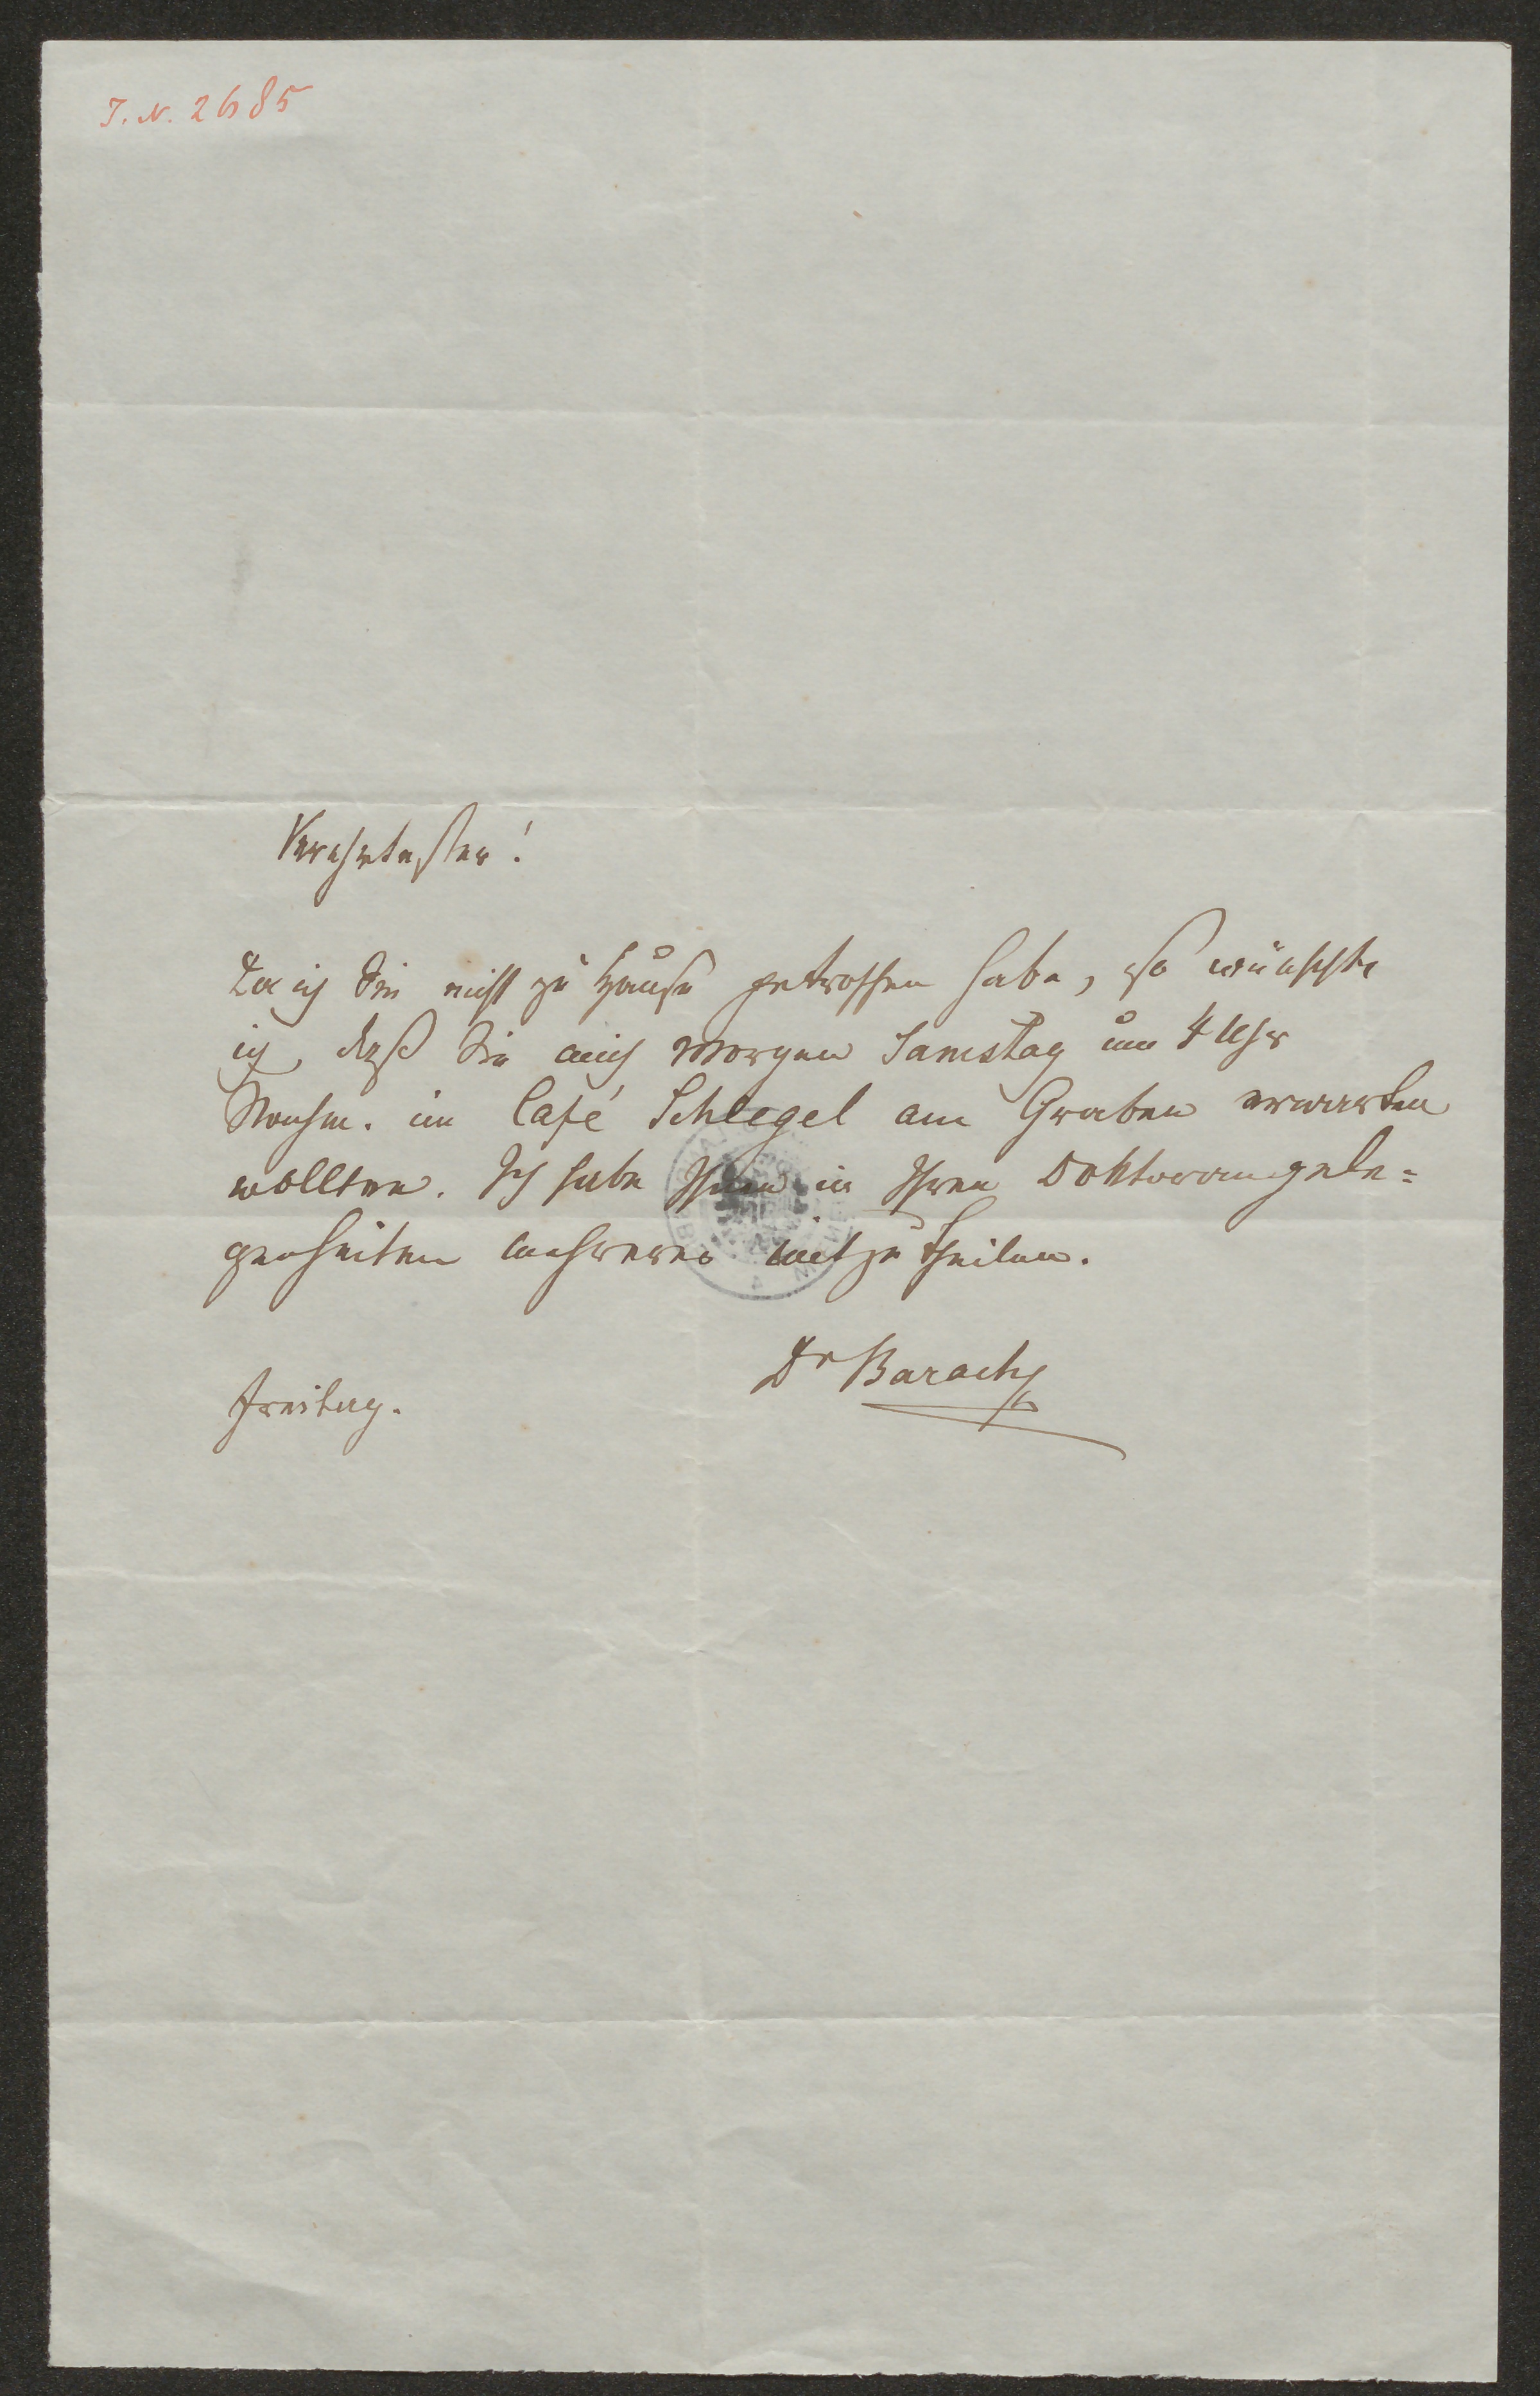 J. N. 2685
Verehrtester!
Da ich Sie nicht zu Hause getroffen habe, so wünschte
ich, daß Sie mich morgen Samstag um 4 Uhr
Nachm. im Café Schlegel am Graben erwarten
wollten. Ich habe Ihnen in Ihren Doktorangele=
genheiten mehreres mitzutheilen.
Dr Barach
Freitag.